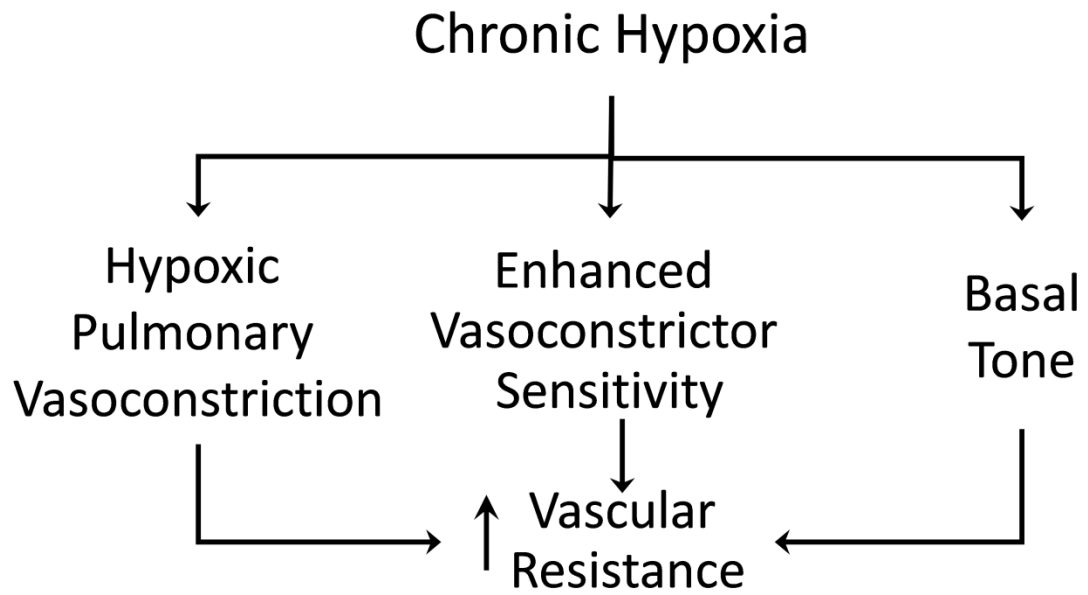 Chronic Hypoxia
Hypoxic
Pulmonary
Vasoconstriction
Enhanced
Vasoconstrictor
Sensitivity
Basal
Tone
Vascular
Resistance